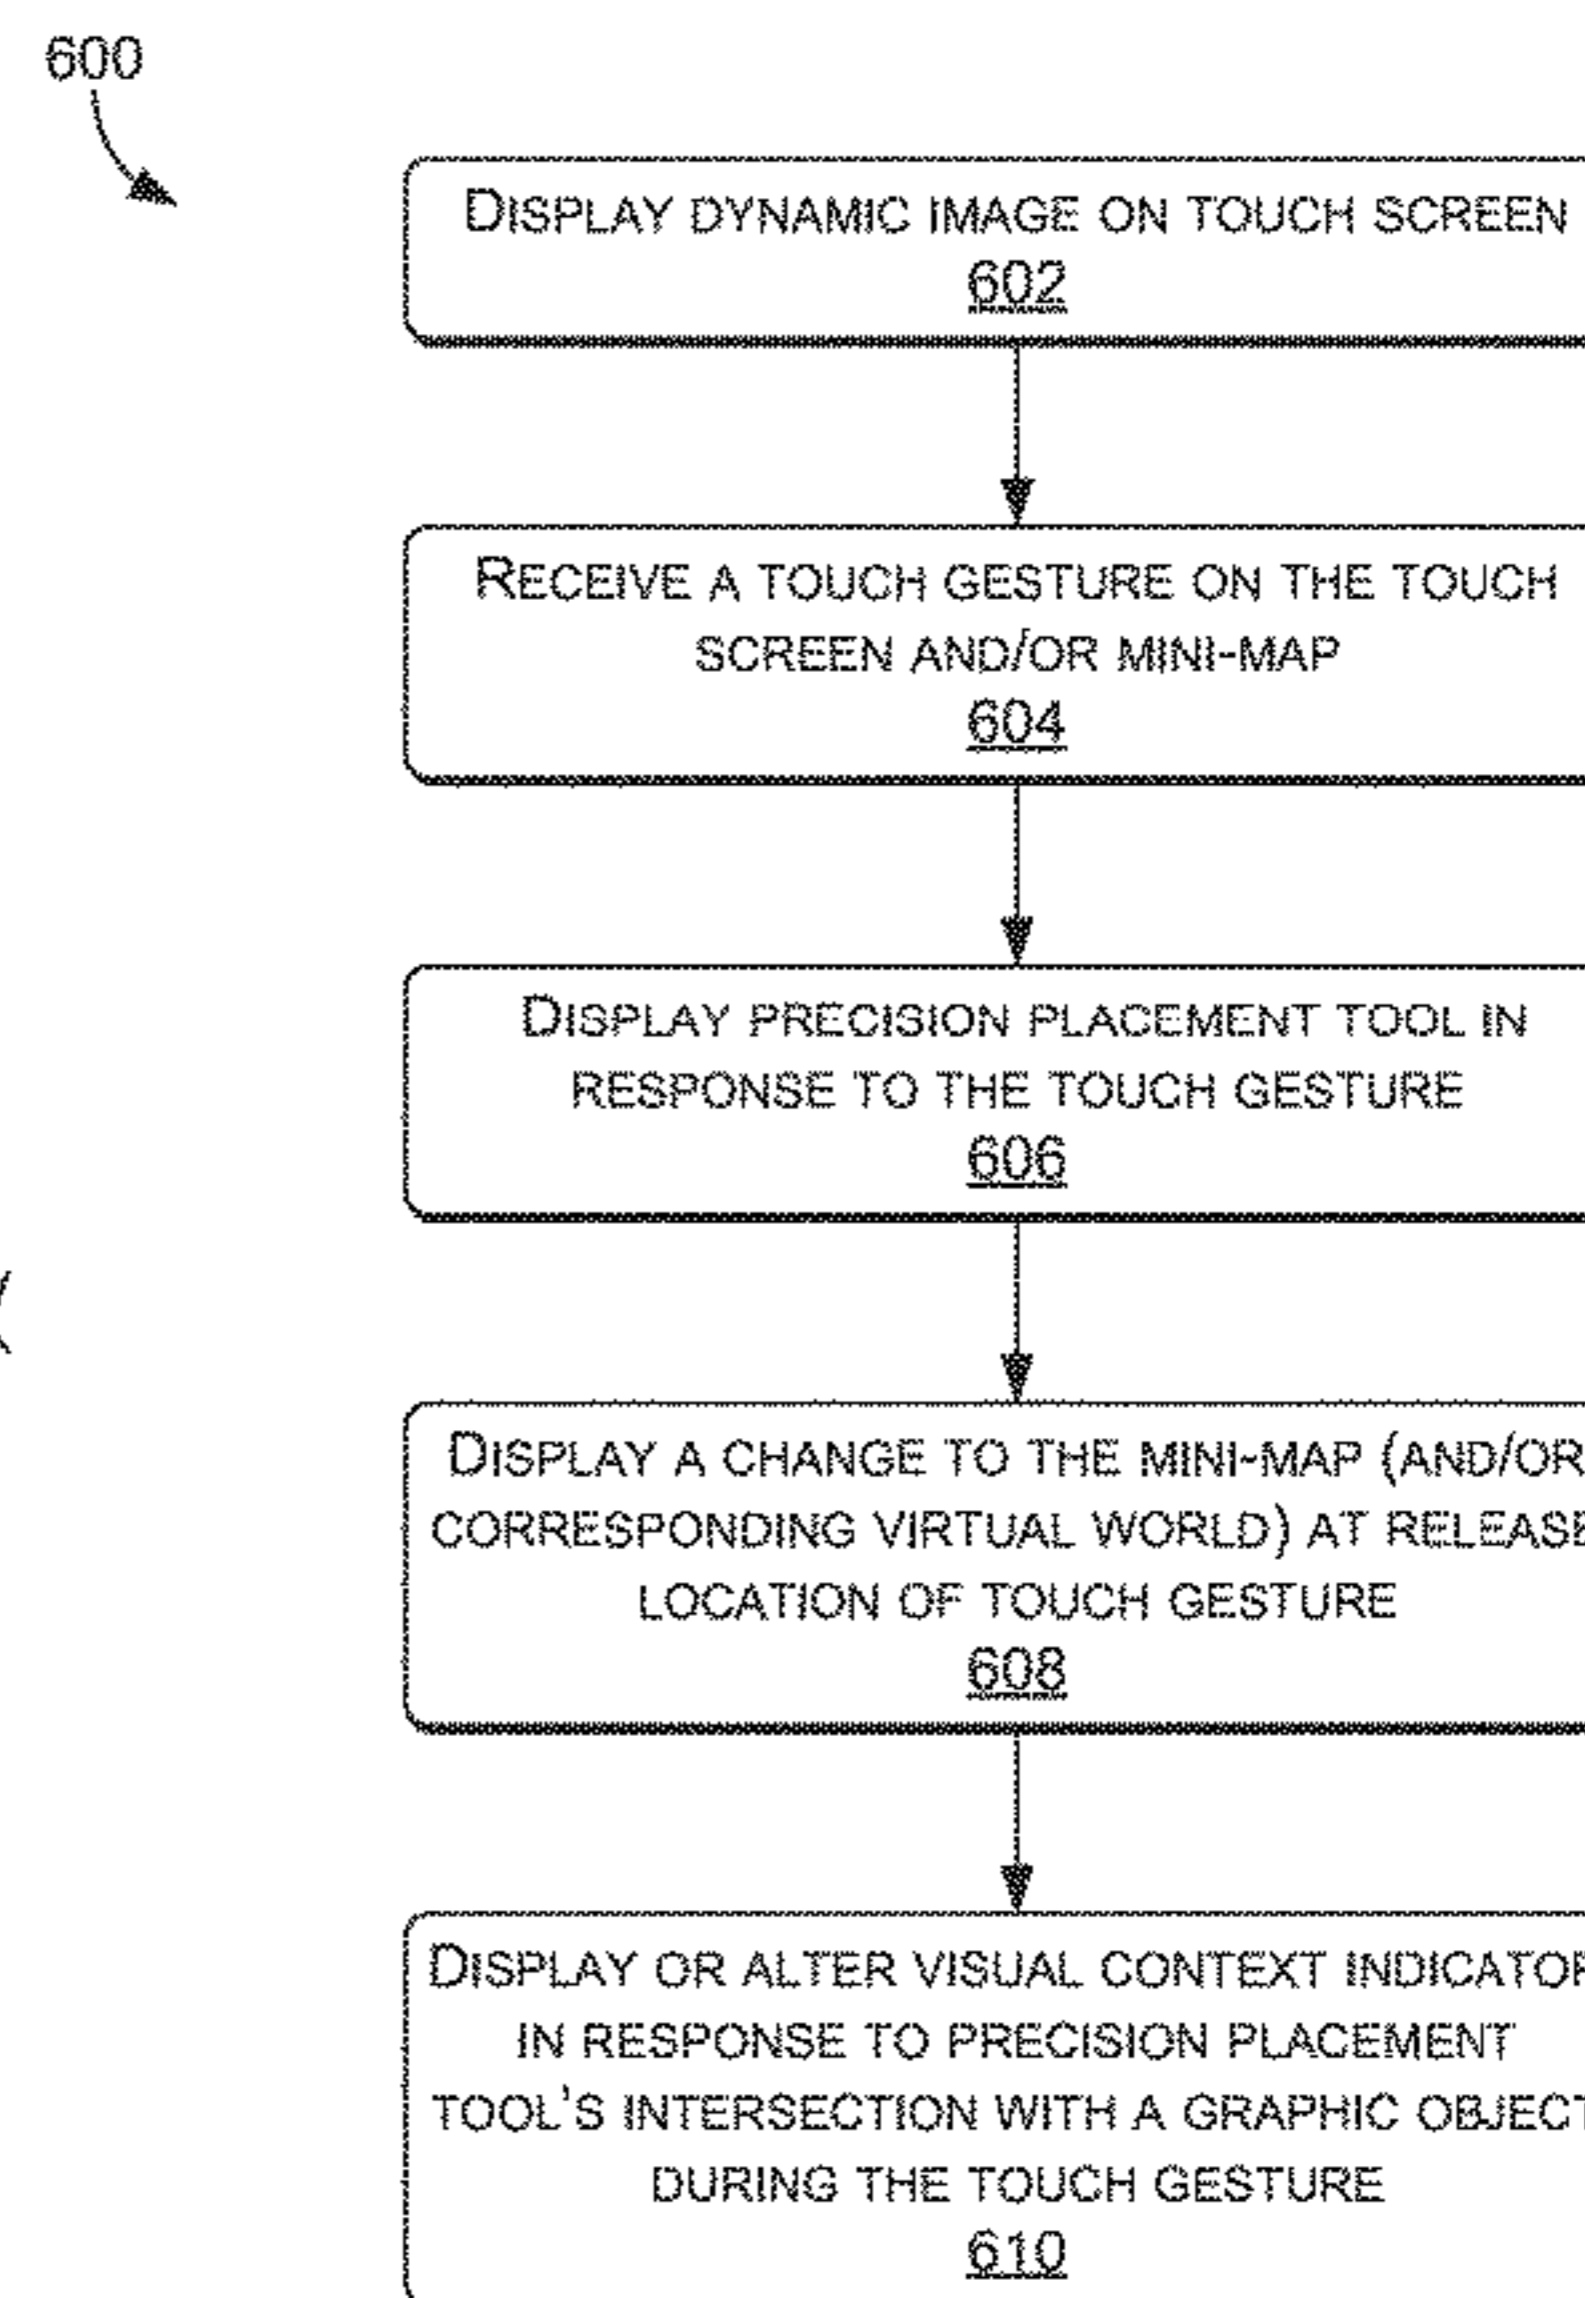 600
DISPLAY DYNAMIC IMAGE ON TOUCH SCREEN
602
RECEIVE A TOUCH GESTURE ON THE TOUCH
SCREEN AND/OR MINI-MAP
604
DISPLAY PRECISION PLACEMENT TOOL IN
RESPONSE TO THE TOUCH GESTURE
606
DISPLAY A CHANGE TO THE MINI-MAP (AND/OR
CORRESPONDING VIRTUAL WORLD) AT RELEASE
LOCATION OF TOUCH GESTURE
608
DISPLAY OR ALTER VISUAL CONTEXT INDICATOR
IN RESPONSE TO PRECISION PLACEMENT
TOOL'S INTERSECTION WITH A GRAPHIC OBJECT
DURING THE TOUCH GESTURE
610